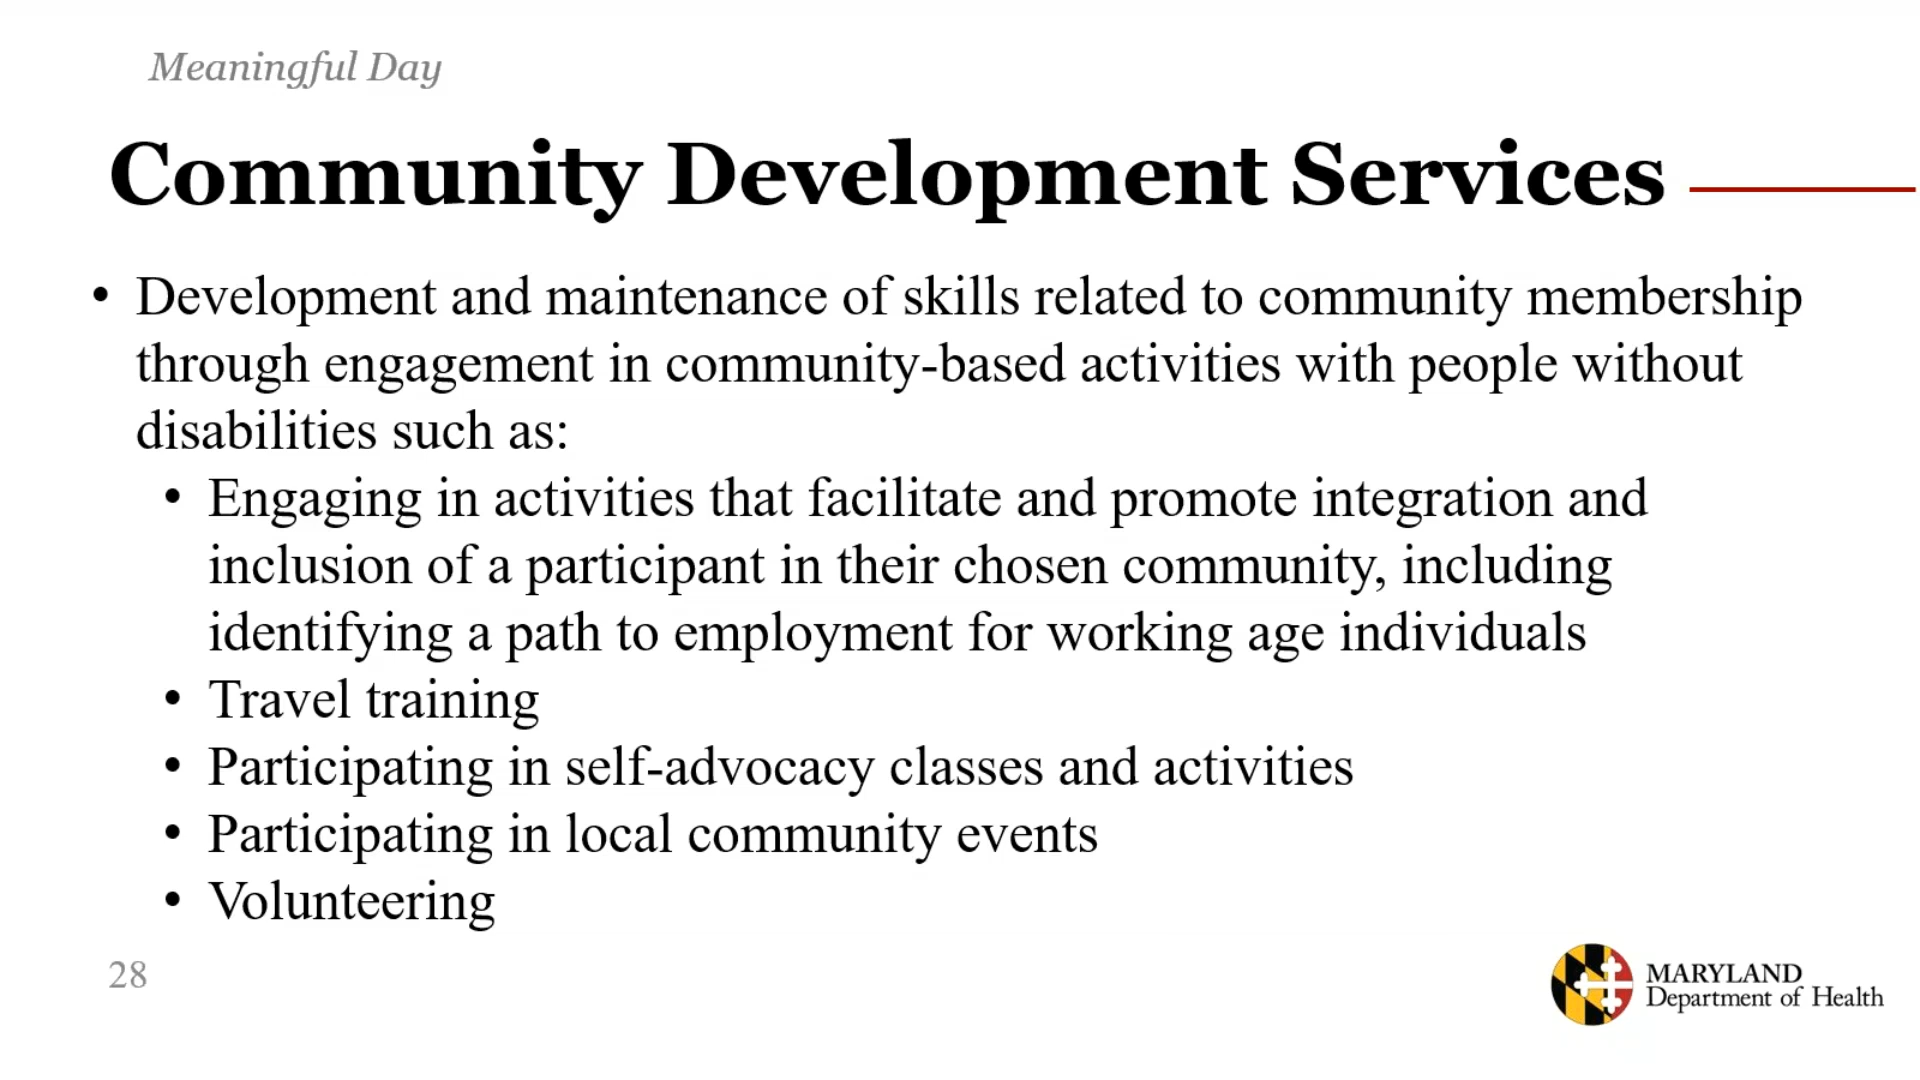 Meaningful Day
Community Development Services
• Development and maintenance of skills related to community membership
through engagement in community-based activities with people without
disabilities such as:
• Engaging in activities that facilitate and promote integration and
inclusion of a participant in their chosen community, including
identifying a path to employment for working age individuals
• Travel training
• Participating in self-advocacy classes and activities
• Participating in local community events
• Volunteering
28
MARYLAND
Department of Health